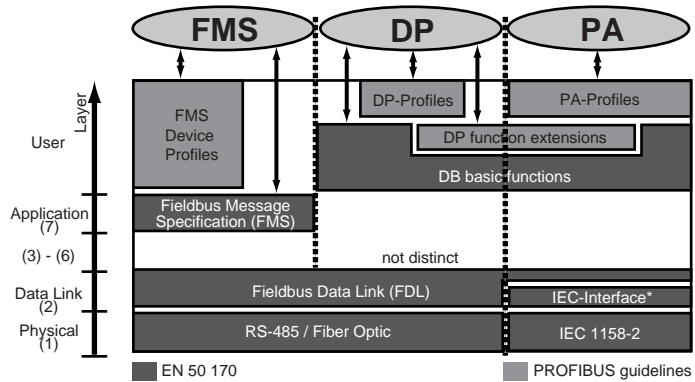 FMS
DP
PA
Layer
User
FMS
Device
Profiles
DP-Profiles
PA-Profiles
DP function extensions
DB basic functions
Application
(7)
Fieldbus Message
Specification (FMS)
(3) - (6)
not distinct
Data Link
(2)
Fieldbus Data Link (FDL)
IEC-Interface*
Physical
(1)
RS-485 / Fiber Optic
IEC 1158-2
EN 50 170
PROFIBUS guidelines